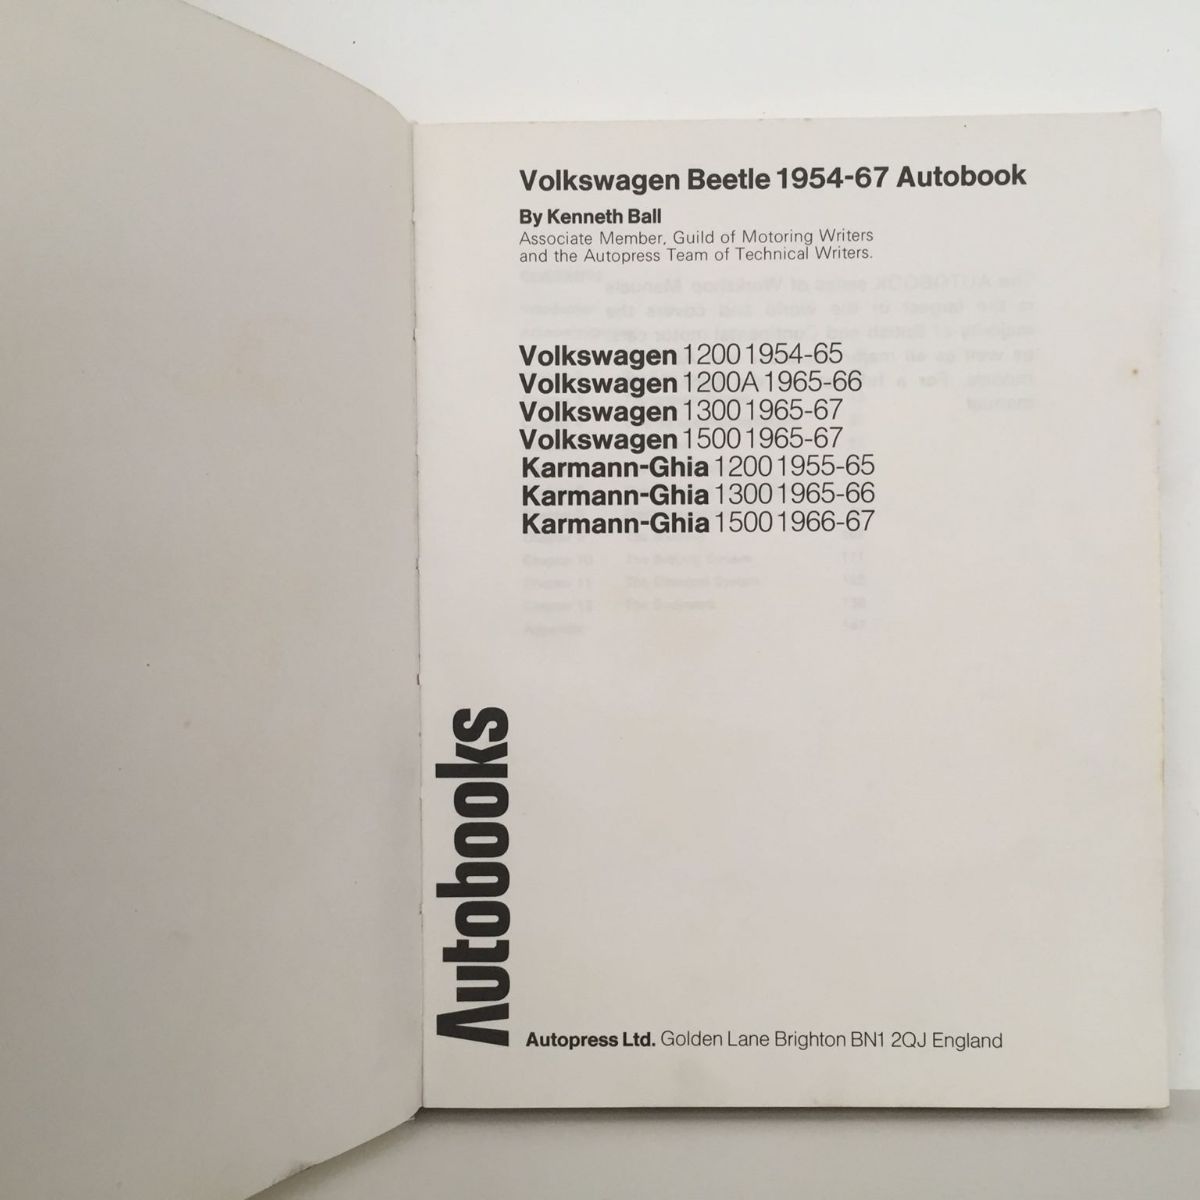 Volkswagen Beetle 1954-67 Autobook
By Kenneth Ball
Associate Member, Guild of Motoring Writers
and the Autopress Team of Technical Writers.
Volkswagen 1200 1954-65
Volkswagen 1200A 1965-66
Volkswagen 1300 1965-67
Volkswagen 1500 1965-67
Karmann-Ghia 1200 1955-65
Karmann-Ghia 1300 1965-66
Karmann-Ghia 1500 1966-67
Autobooks
Autopress Ltd. Golden Lane Brighton BN1 2QJ England